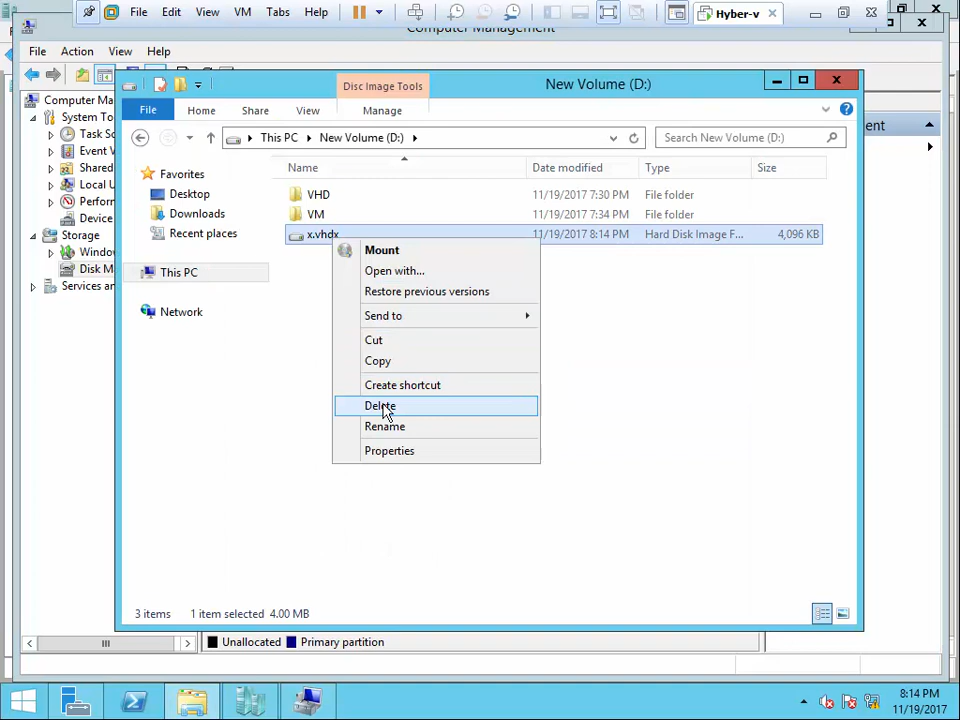 File Edit View VM Tabs Help
Hyber-v
Computer Management
File Action View Help
Disc Image Tools
New Volume (D:)
File Home Share View Manage
This PC New Volume (D:)
Search New Volume (D:)
Computer Ma
System To
Task Sc
Event V
Shared
Local U
Perforn
Device
Storage
Window
Disk M
Services an
ent
Favorites
Desktop
Downloads
Recent places
This PC
Network
Name Date modified Type Size
VHD 11/19/2017 7:30 PM File folder
VM 11/19/2017 7:34 PM File folder
x.vhdx 11/19/2017 8:14 PM Hard Disk Image F... 4,096 KB
Mount
Open with...
Restore previous versions
Send to
Cut
Copy
Create shortcut
Delete
Rename
Properties
3 items 1 item selected 4.00 MB
Unallocated Primary partition
8:14 PM
11/19/2017